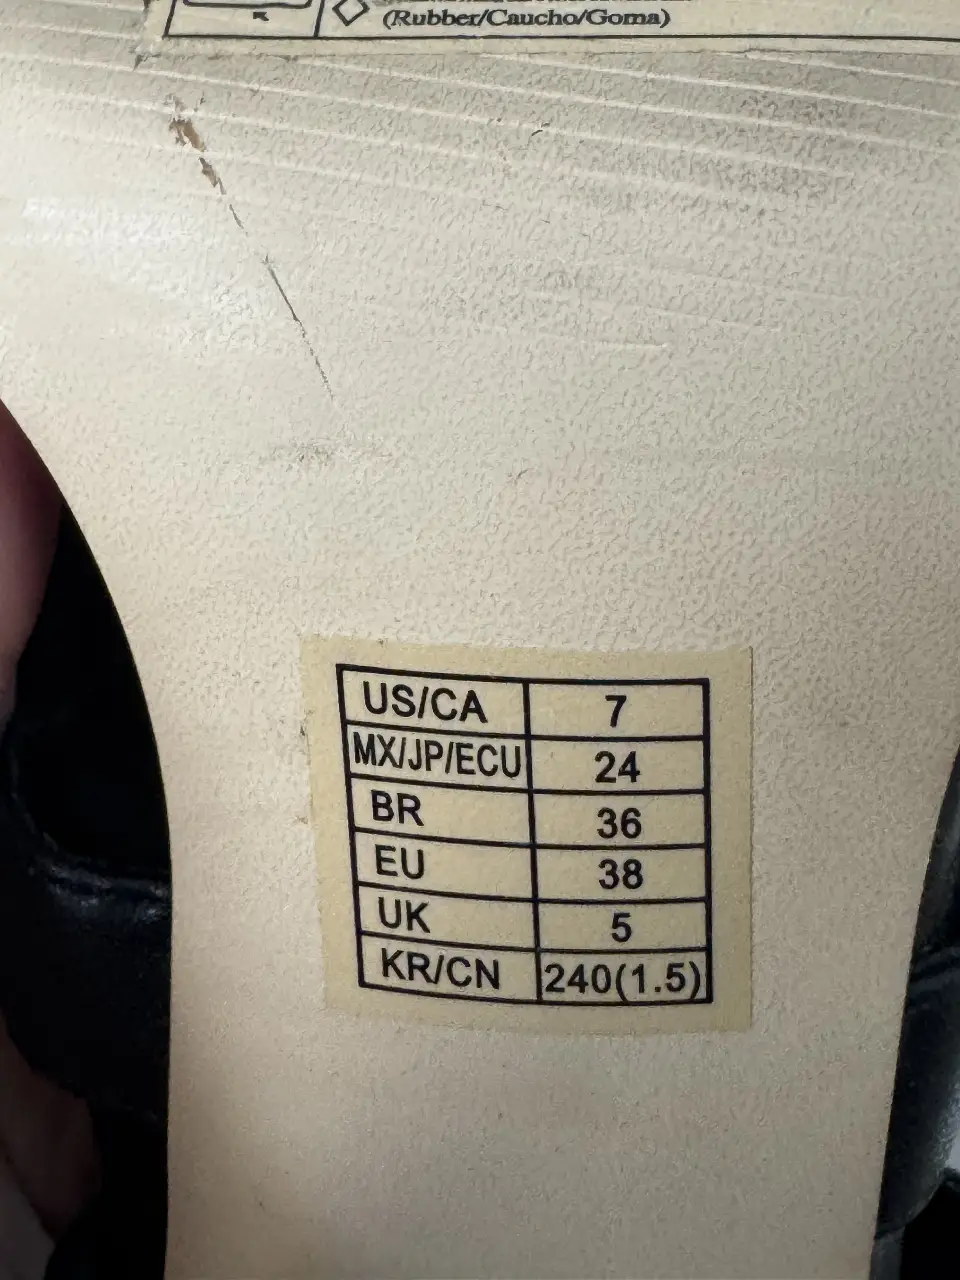 (Rubber/Caucho/Goma)
US/CA 7
MX/JP/ECU 24
BR 36
EU 38
UK 5
KR/CN 240(1.5)